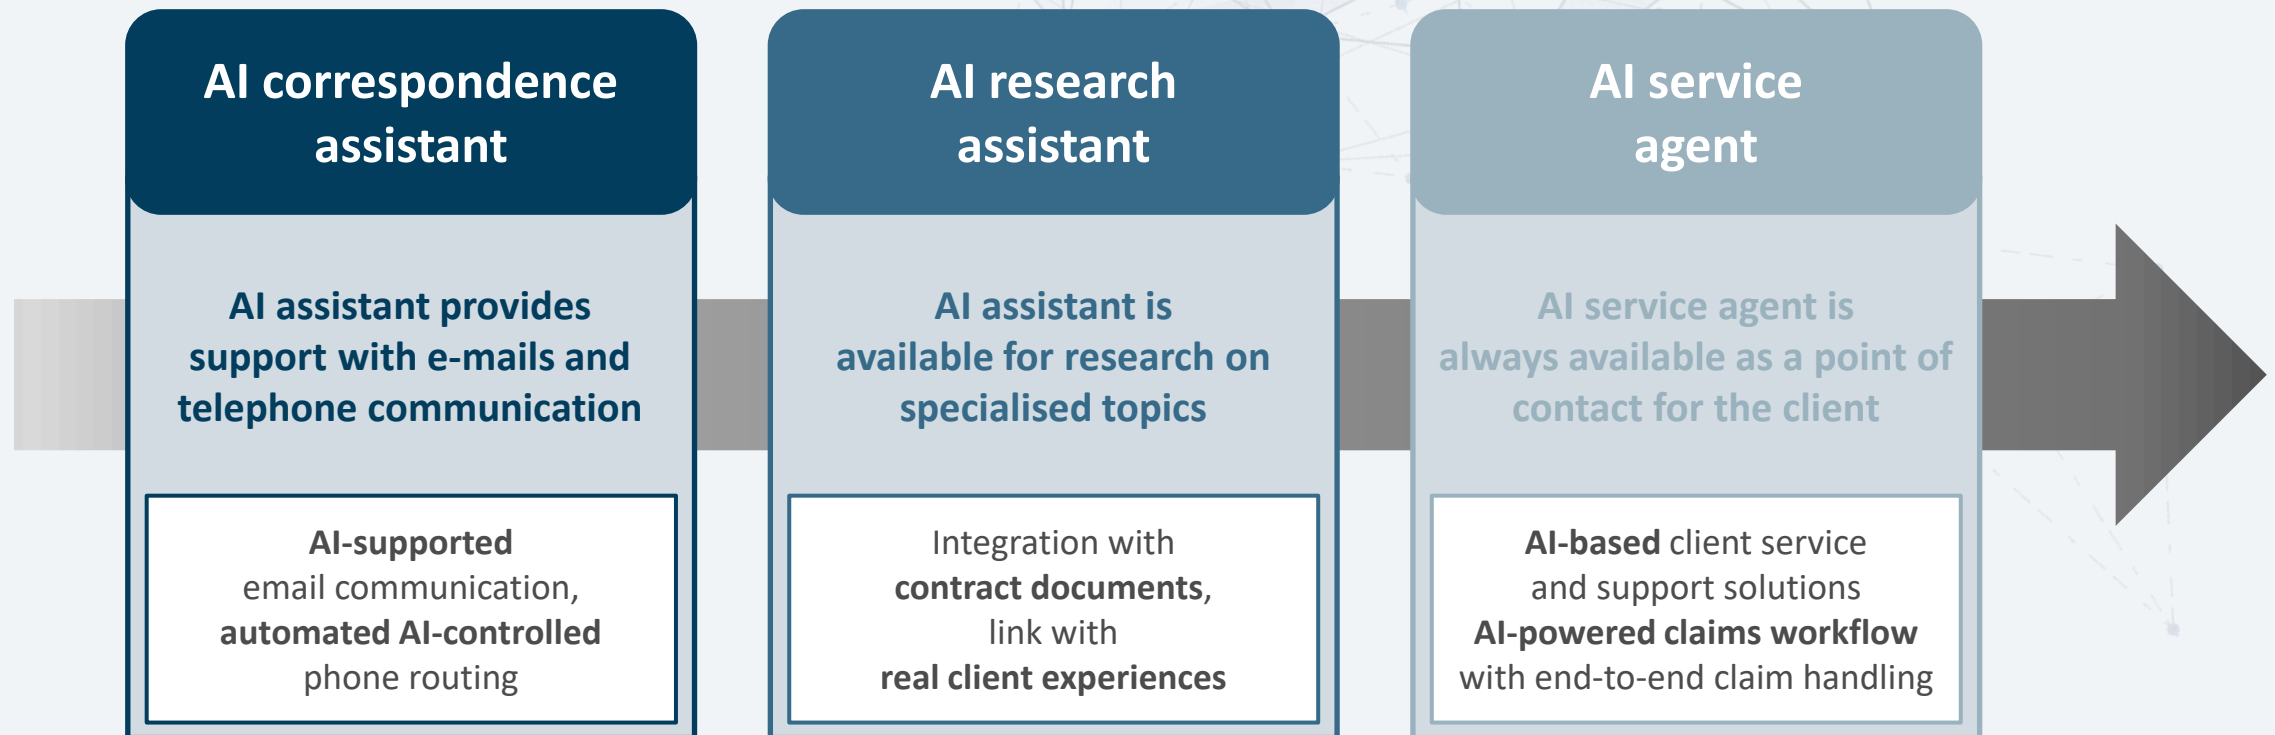 AI correspondence
assistant
AI assistant provides
support with e-mails and
telephone communication
AI-supported
email communication,
automated AI-controlled
phone routing
AI research
assistant
AI assistant is
available for research on
specialised topics
Integration with
contract documents,
link with
real client experiences
AI service
agent
AI service agent is
always available as a point of
contact for the client
AI-based client service
and support solutions
AI-powered claims workflow
with end-to-end claim handling